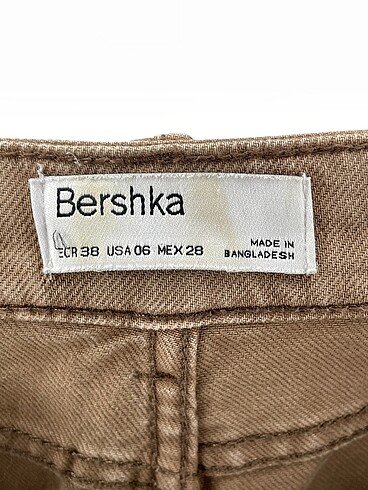 Bershka
EUR 38 USA 06 MEX 28
MADE IN
BANGLADESH